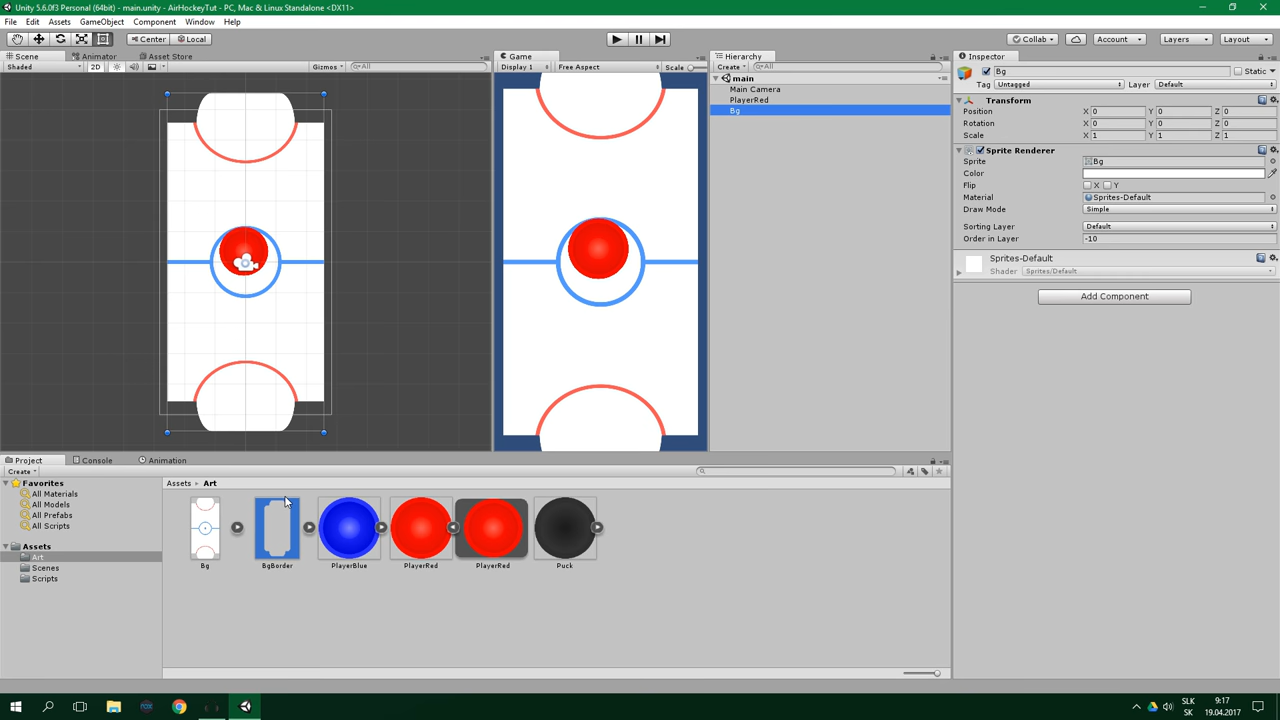 Unity 5.6.0f3 Personal (64bit) - main.unity - AirHockeyTut - PC, Mac & Linux Standalone <DX11>
File Edit Assets GameObject Component Window Help
Center Local Collab Account Layers Layout
Scene Animator Asset Store
Shaded 2D Gizmos All
Game
Display 1 Free Aspect Scale
Hierarchy
Create All
main
Main Camera
PlayerRed
Bg
Inspector
Bg Static
Tag Untagged Layer Default
Transform
Position X 0 Y 0 Z 0
Rotation X 0 Y 0 Z 0
Scale X 1 Y 1 Z 1
Sprite Renderer
Sprite Bg
Color
Flip X Y
Material Sprites-Default
Draw Mode Simple
Sorting Layer Default
Order in Layer -10
Sprites-Default
Shader Sprites/Default
Add Component
Project Console Animation
Create
Favorites
All Materials
All Models
All Prefabs
All Scripts
Assets
Art
Scenes
Scripts
Assets Art
Bg BgBorder PlayerBlue PlayerRed PlayerRed Puck
FOX
SLK 9:17
SK 19.04.2017